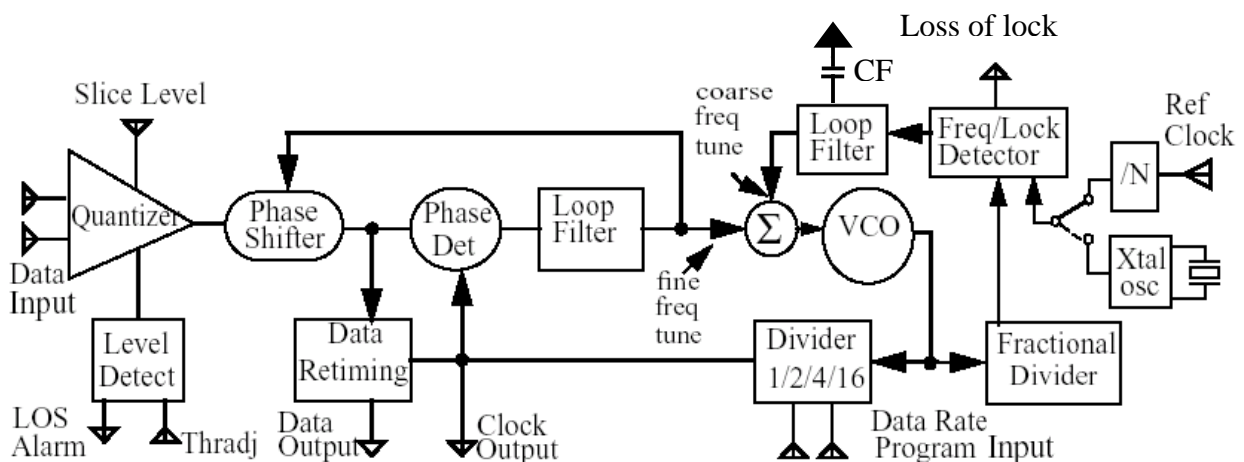 Loss of lock
CF
Slice Level
coarse
freq
tune
Loop
Filter
Freq/Lock
Detector
Ref
Clock
/N
Quantizer
Phase
Shifter
Phase
Det
Loop
Filter
Σ
VCO
Data
Input
fine
freq
tune
Xtal
osc
Level
Detect
Data
Retiming
Divider
1/2/4/16
Fractional
Divider
LOS
Alarm
Thradj
Data
Output
Clock
Output
Data Rate
Program Input